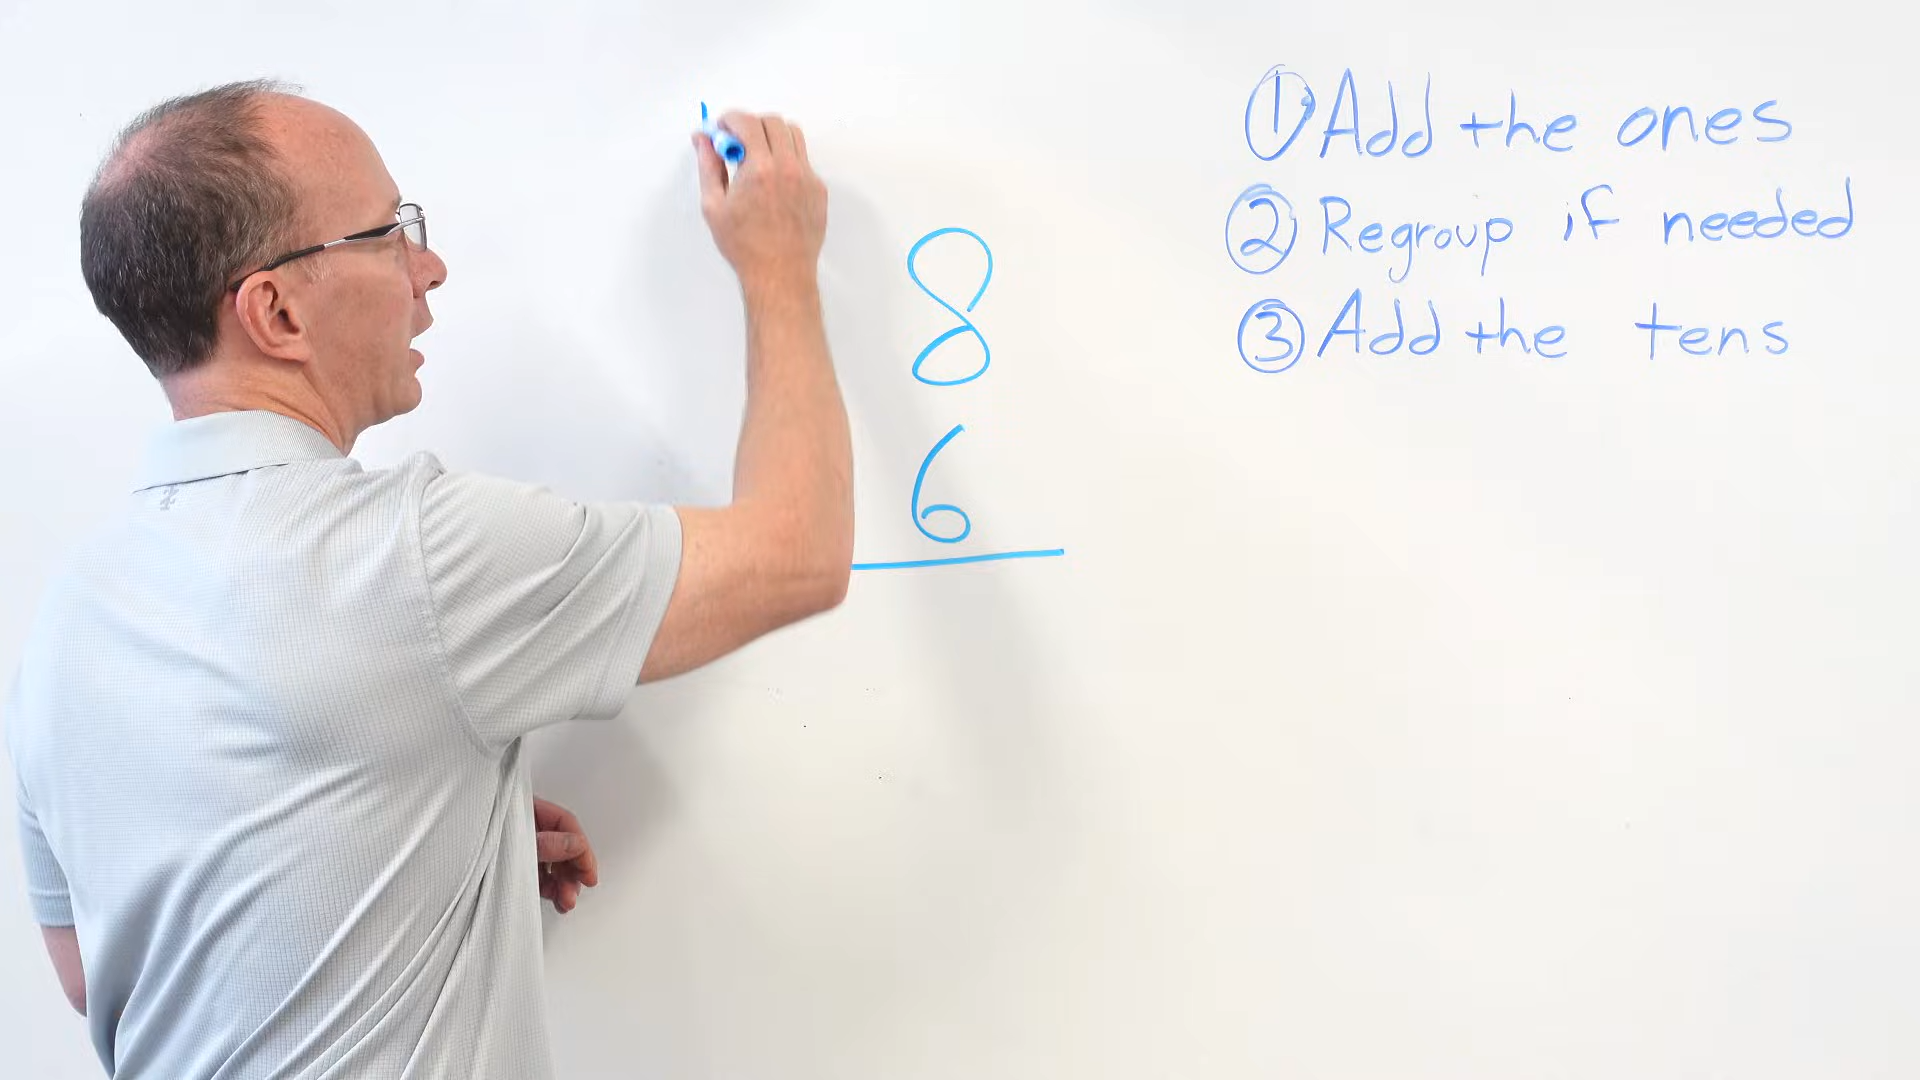 8
6
① Add the ones
② Regroup if needed
③ Add the tens